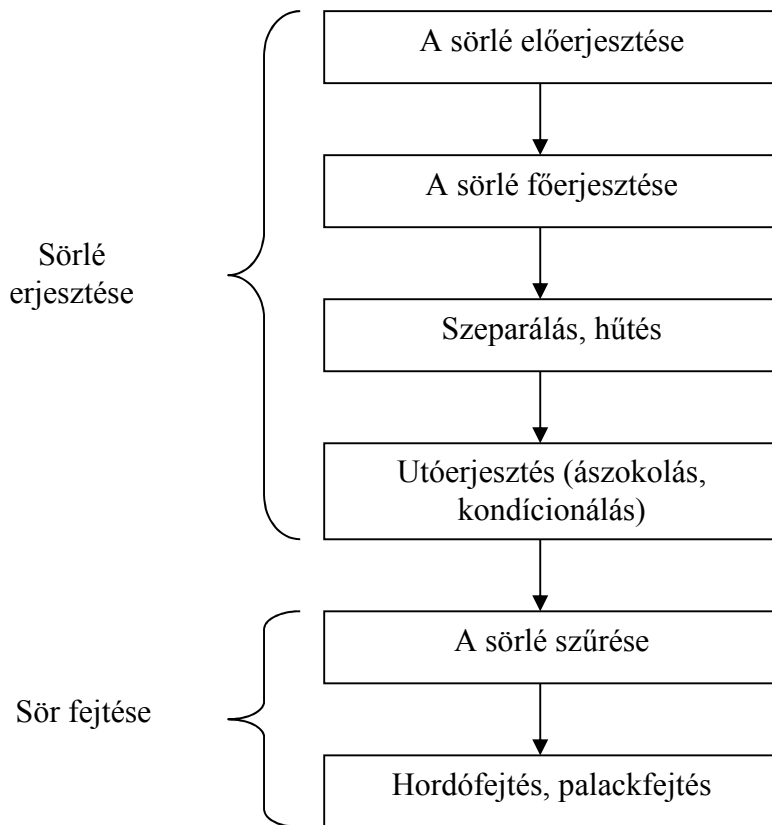 A sörlé előerjesztése
A sörlé főerjesztése
Sörlé
erjesztése
Szeparálás, hűtés
Utóerjesztés (ászokolás,
kondícionálás)
A sörlé szűrése
Sör fejtése
Hordófejtés, palackfejtés